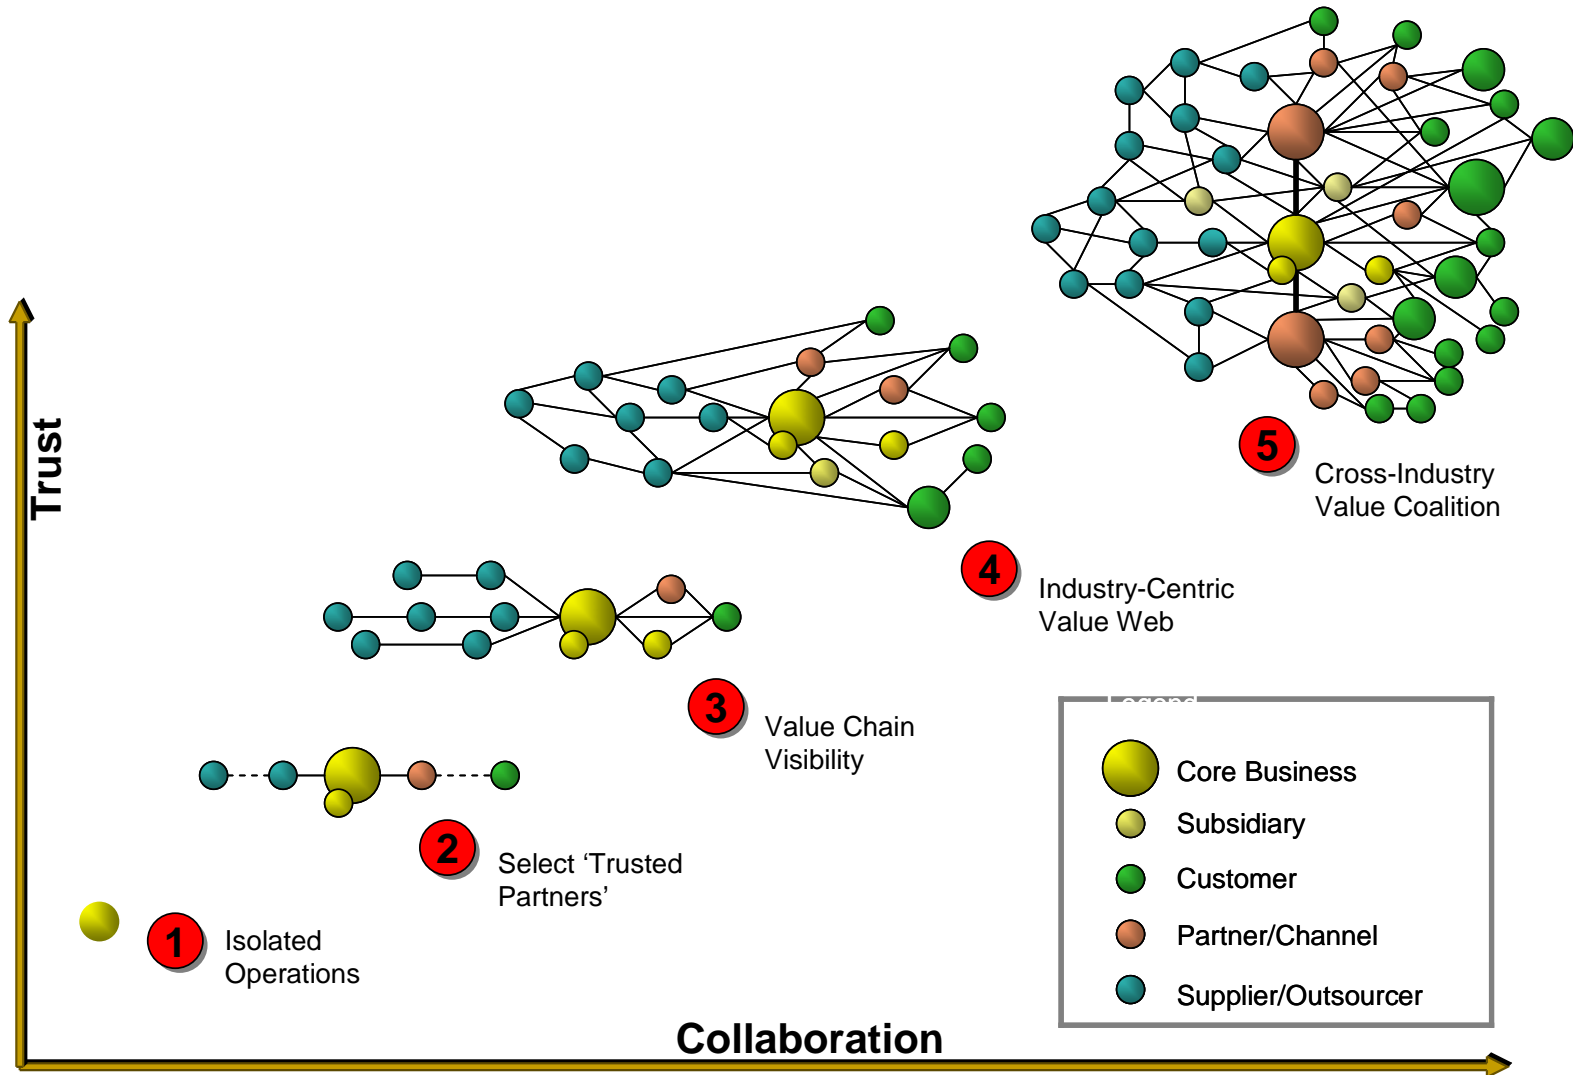 Trust
5
Cross-Industry
Value Coalition
4
Industry-Centric
Value Web
3
Value Chain
Visibility
2
Select ‘Trusted
Partners’
1
Isolated
Operations
Legend
Core Business
Subsidiary
Customer
Partner/Channel
Supplier/Outsourcer
Collaboration